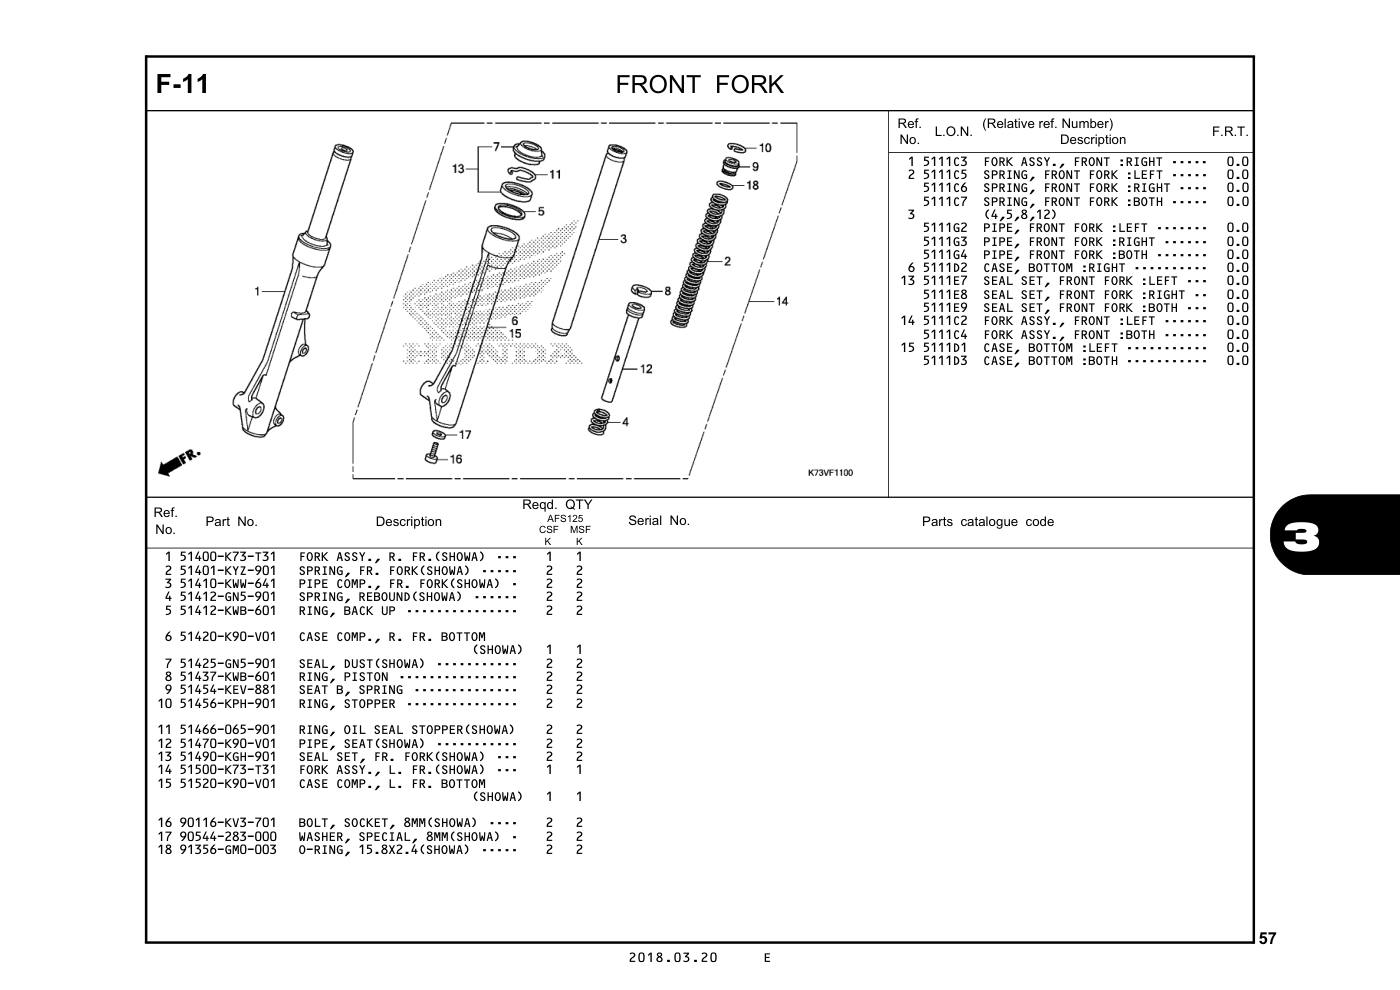 F-11
FRONT FORK
7
13
11
5
3
10
9
18
2
8
1
14
6
15
HONDA
12
4
17
16
FR.
K73VF1100
Ref. No. L.O.N. (Relative ref. Number) Description F.R.T.
1 5111C3 FORK ASSY., FRONT :RIGHT ----- 0.0
2 5111C5 SPRING, FRONT FORK :LEFT ----- 0.0
5111C6 SPRING, FRONT FORK :RIGHT ---- 0.0
5111C7 SPRING, FRONT FORK :BOTH ----- 0.0
3 (4,5,8,12)
5111G2 PIPE, FRONT FORK :LEFT ------- 0.0
5111G3 PIPE, FRONT FORK :RIGHT ------ 0.0
5111G4 PIPE, FRONT FORK :BOTH ------- 0.0
6 5111D2 CASE, BOTTOM :RIGHT ---------- 0.0
13 5111E7 SEAL SET, FRONT FORK :LEFT --- 0.0
5111E8 SEAL SET, FRONT FORK :RIGHT -- 0.0
5111E9 SEAL SET, FRONT FORK :BOTH --- 0.0
14 5111C2 FORK ASSY., FRONT :LEFT ------ 0.0
5111C4 FORK ASSY., FRONT :BOTH ------ 0.0
15 5111D1 CASE, BOTTOM :LEFT ----------- 0.0
5111D3 CASE, BOTTOM :BOTH ----------- 0.0
3
Ref. No. Part No. Description Reqd. QTY Serial No. Parts catalogue code
AFS125
CSF MSF
K K
1 51400-K73-T31 FORK ASSY., R. FR.(SHOWA) --- 1 1
2 51401-KYZ-901 SPRING, FR. FORK(SHOWA) ----- 2 2
3 51410-KWW-641 PIPE COMP., FR. FORK(SHOWA) - 2 2
4 51412-GN5-901 SPRING, REBOUND(SHOWA) ------ 2 2
5 51412-KWB-601 RING, BACK UP --------------- 2 2
6 51420-K90-V01 CASE COMP., R. FR. BOTTOM
(SHOWA) 1 1
7 51425-GN5-901 SEAL, DUST(SHOWA) ----------- 2 2
8 51437-KWB-601 RING, PISTON ---------------- 2 2
9 51454-KEV-881 SEAT B, SPRING -------------- 2 2
10 51456-KPH-901 RING, STOPPER --------------- 2 2
11 51466-065-901 RING, OIL SEAL STOPPER(SHOWA) 2 2
12 51470-K90-V01 PIPE, SEAT(SHOWA) ----------- 2 2
13 51490-KGH-901 SEAL SET, FR. FORK(SHOWA) --- 2 2
14 51500-K73-T31 FORK ASSY., L. FR.(SHOWA) --- 1 1
15 51520-K90-V01 CASE COMP., L. FR. BOTTOM
(SHOWA) 1 1
16 90116-KV3-701 BOLT, SOCKET, 8MM(SHOWA) ---- 2 2
17 90544-283-000 WASHER, SPECIAL, 8MM(SHOWA) - 2 2
18 91356-GM0-003 O-RING, 15.8X2.4(SHOWA) ----- 2 2
57
2018.03.20 E